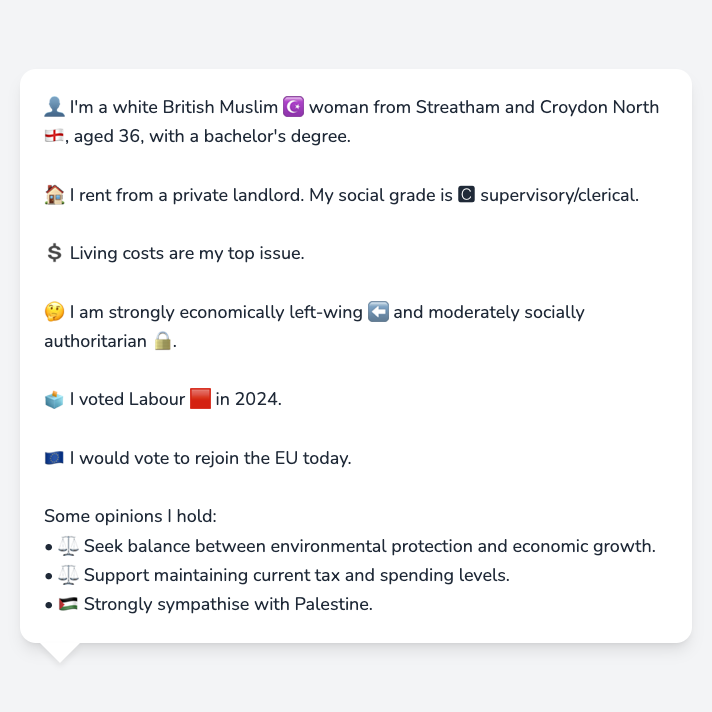 👤 I'm a white British Muslim ☪️ woman from Streatham and Croydon North
🏴󠁧󠁢󠁥󠁮󠁧󠁿, aged 36, with a bachelor's degree.
🏠 I rent from a private landlord. My social grade is 🅲 supervisory/clerical.
💲 Living costs are my top issue.
🤔 I am strongly economically left-wing ⬅️ and moderately socially
authoritarian 🔒.
🗳️ I voted Labour 🟥 in 2024.
🇪🇺 I would vote to rejoin the EU today.
Some opinions I hold:
• ⚖️ Seek balance between environmental protection and economic growth.
• ⚖️ Support maintaining current tax and spending levels.
• 🇵🇸 Strongly sympathise with Palestine.